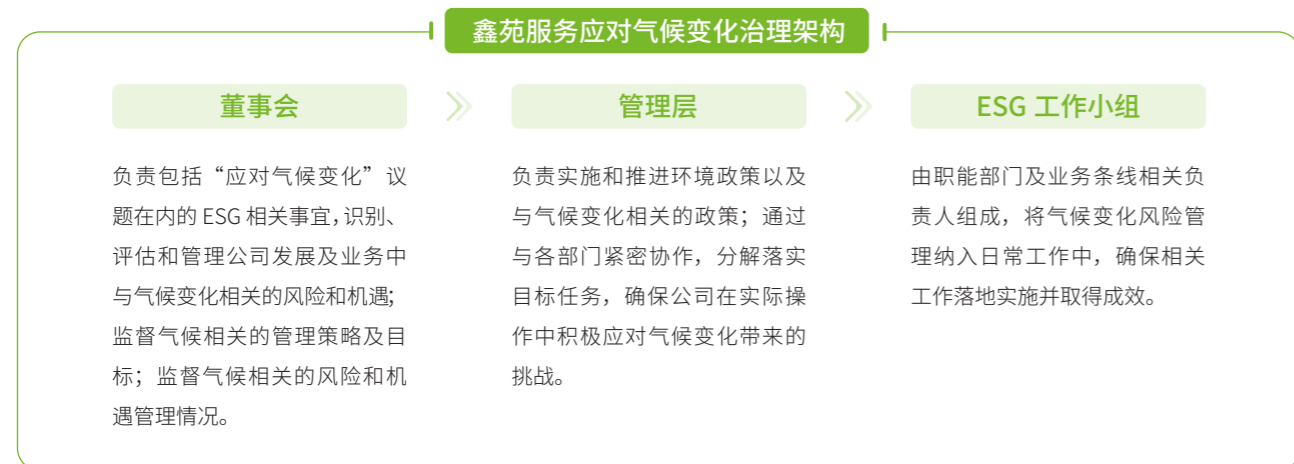 鑫苑服务应对气候变化治理架构
董事会
负责包括“应对气候变化”议
题在内的 ESG 相关事宜，识别、
评估和管理公司发展及业务中
与气候变化相关的风险和机遇；
监督气候相关的管理策略及目
标；监督气候相关的风险和机
遇管理情况。
管理层
负责实施和推进环境政策以及
与气候变化相关的政策；通过
与各部门紧密协作，分解落实
目标任务，确保公司在实际操
作中积极应对气候变化带来的
挑战。
ESG 工作小组
由职能部门及业务条线相关负
责人组成，将气候变化风险管
理纳入日常工作中，确保相关
工作落地实施并取得成效。